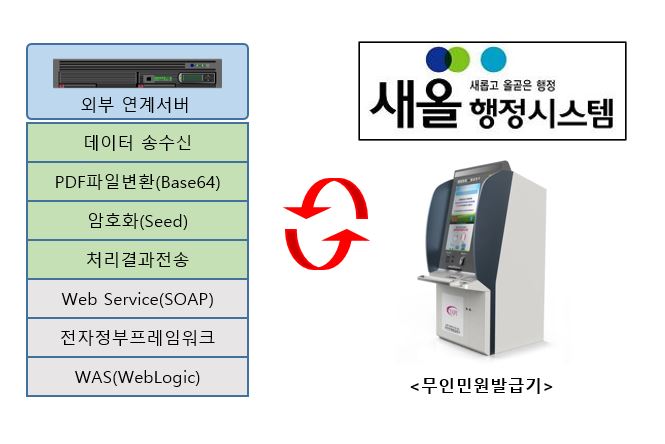 외부 연계서버
데이터 송수신
PDF파일변환(Base64)
암호화(Seed)
처리결과전송
Web Service(SOAP)
전자정부프레임워크
WAS(WebLogic)
새롭고 올곧은 행정
새올 행정시스템
<무인민원발급기>